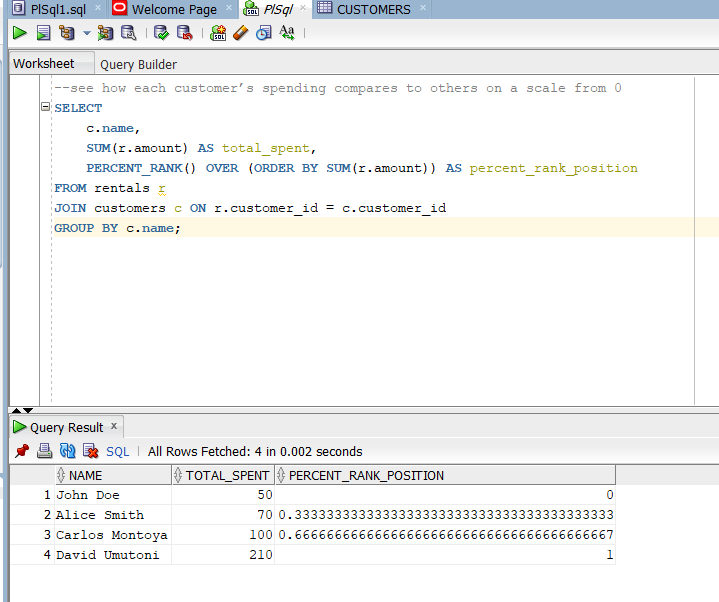 PlSql1.sql × Welcome Page × PlSql × CUSTOMERS ×
Worksheet Query Builder
--see how each customer’s spending compares to others on a scale from 0
SELECT
c.name,
SUM(r.amount) AS total_spent,
PERCENT_RANK() OVER (ORDER BY SUM(r.amount)) AS percent_rank_position
FROM rentals r
JOIN customers c ON r.customer_id = c.customer_id
GROUP BY c.name;
Query Result ×
SQL | All Rows Fetched: 4 in 0.002 seconds
NAME TOTAL_SPENT PERCENT_RANK_POSITION
1 John Doe 50 0
2 Alice Smith 70 0.3333333333333333333333333333333333333333
3 Carlos Montoya 100 0.6666666666666666666666666666666666666667
4 David Umutoni 210 1